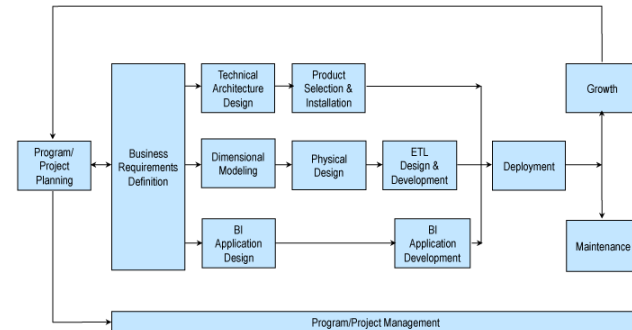 Technical
Architecture
Design
Product
Selection &
Installation
Growth
Program/
Project
Planning
Business
Requirements
Definition
Dimensional
Modeling
Physical
Design
ETL
Design &
Development
Deployment
BI
Application
Design
BI
Application
Development
Maintenance
Program/Project Management